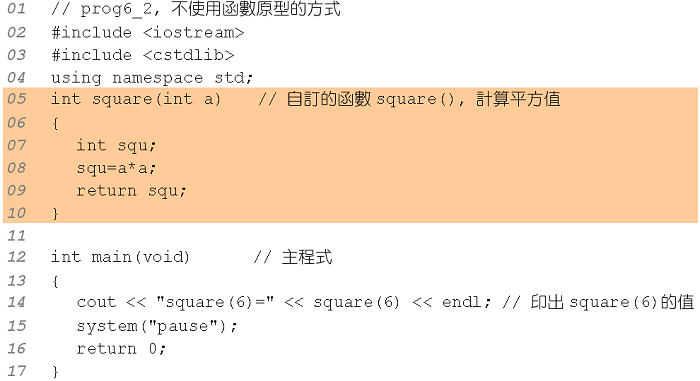 01 // prog6_2, 不使用函數原型的方式
02 #include <iostream>
03 #include <cstdlib>
04 using namespace std;
05 int square(int a) // 自訂的函數 square(), 計算平方值
06 {
07 int squ;
08 squ=a*a;
09 return squ;
10 }
11
12 int main(void) // 主程式
13 {
14 cout << "square(6)=" << square(6) << endl; // 印出 square(6)的值
15 system("pause");
16 return 0;
17 }